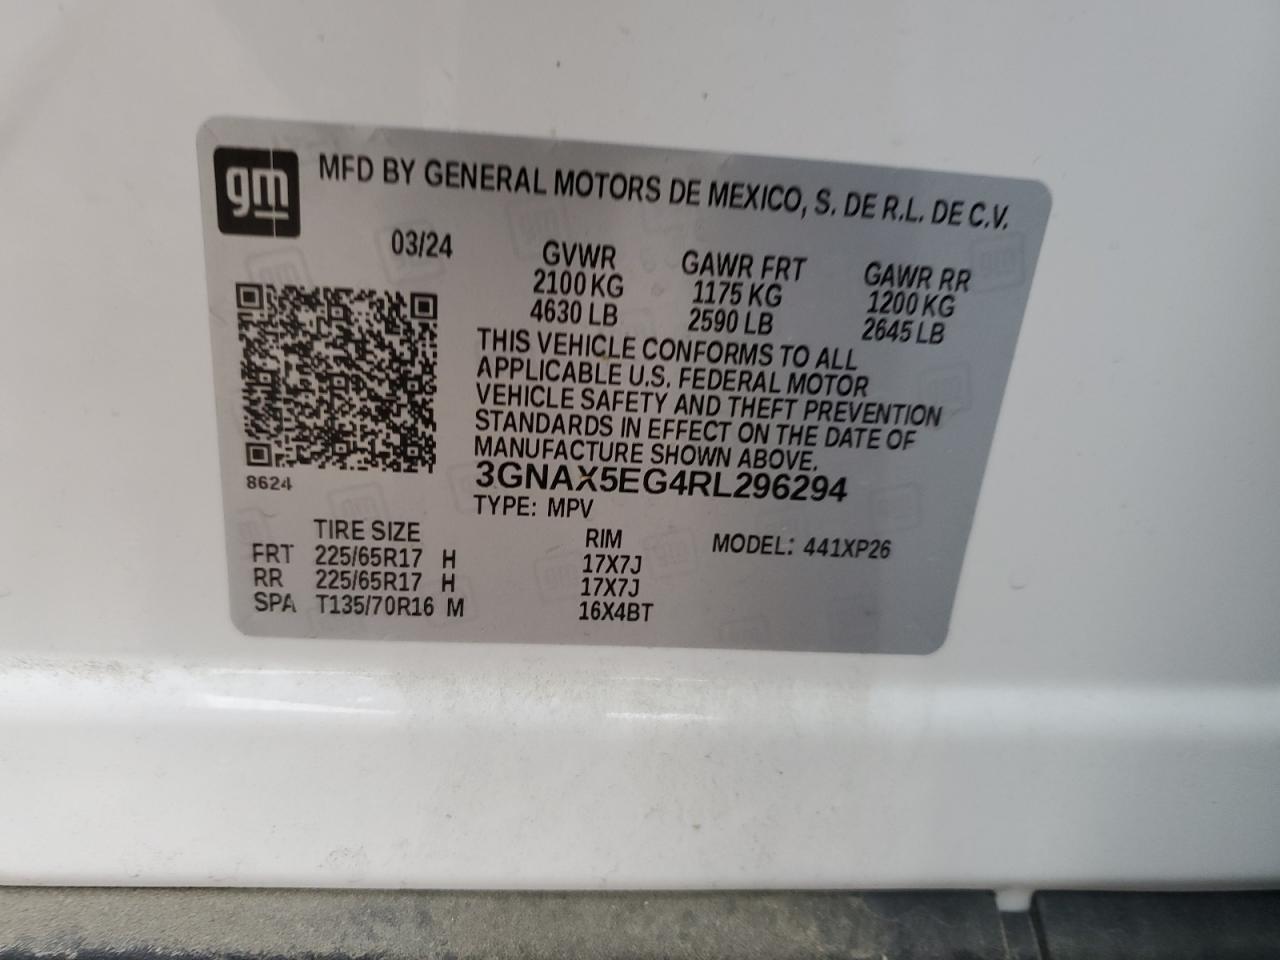 gm MFD BY GENERAL MOTORS DE MEXICO, S. DE R.L. DE C.V.
03/24 GVWR GAWR FRT GAWR RR
2100 KG 1175 KG 1200 KG
4630 LB 2590 LB 2645 LB
THIS VEHICLE CONFORMS TO ALL
APPLICABLE U.S. FEDERAL MOTOR
VEHICLE SAFETY AND THEFT PREVENTION
STANDARDS IN EFFECT ON THE DATE OF
MANUFACTURE SHOWN ABOVE.
8624 3GNAX5EG4RL296294
TYPE: MPV
TIRE SIZE RIM MODEL: 441XP26
FRT 225/65R17 H 17X7J
RR 225/65R17 H 17X7J
SPA T135/70R16 M 16X4BT